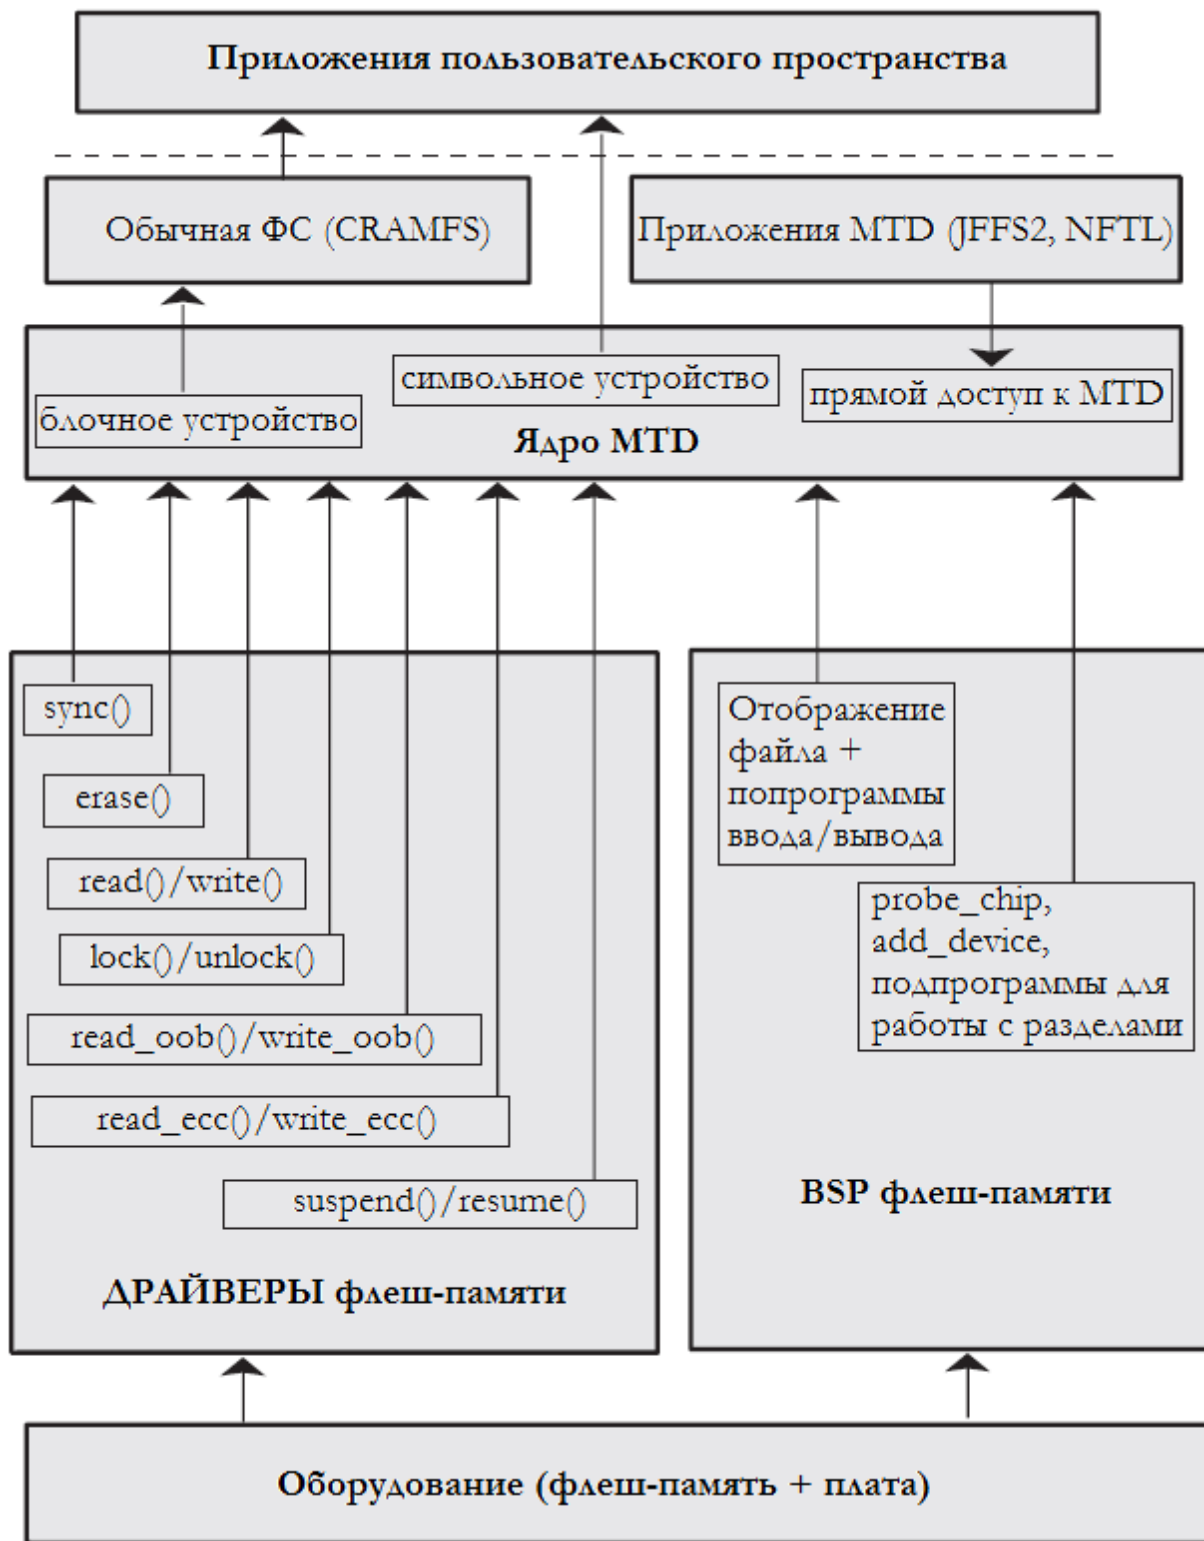 Приложения пользовательского пространства
Обычная ФС (CRAMFS)
Приложения MTD (JFFS2, NFTL)
блочное устройство
символьное устройство
прямой доступ к MTD
Ядро MTD
sync()
erase()
read()/write()
lock()/unlock()
read_oob()/write_oob()
read_ecc()/write_ecc()
suspend()/resume()
ДРАЙВЕРЫ флеш-памяти
Отображение
файла +
попрограммы
ввода/вывода
probe_chip,
add_device,
подпрограммы для
работы с разделами
BSP флеш-памяти
Оборудование (флеш-память + плата)